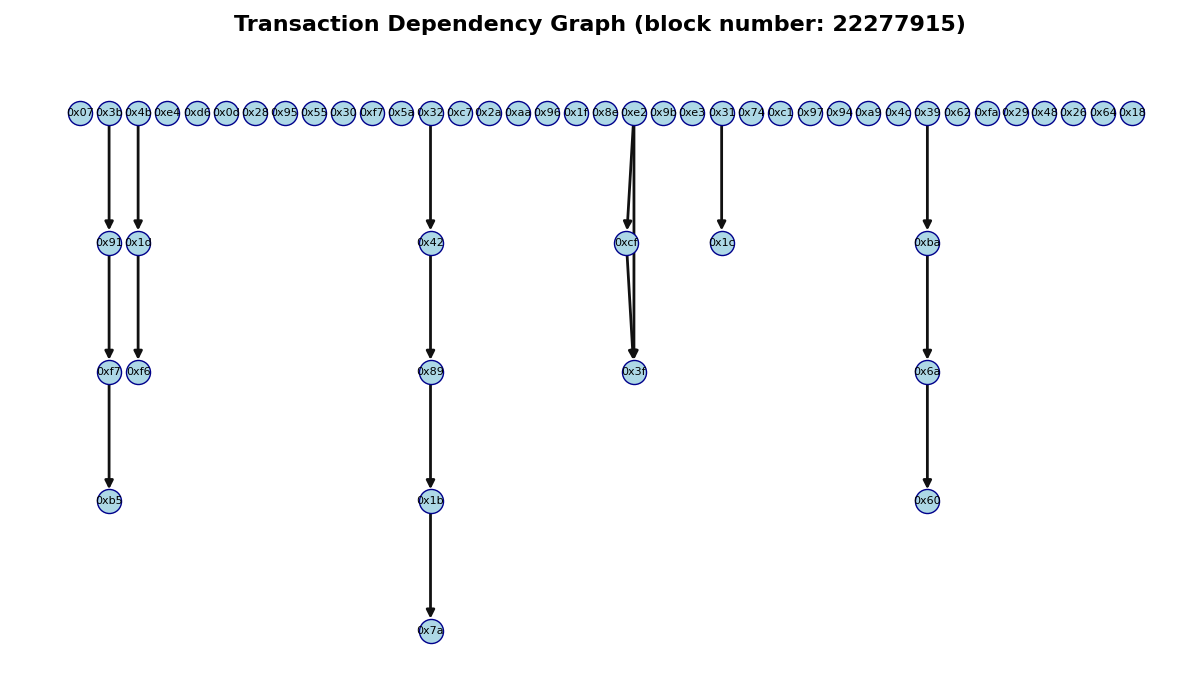 Transaction Dependency Graph (block number: 22277915)
0x07 0x3b 0x4b 0xe4 0xd6 0x0d 0x28 0x95 0x55 0x30 0xf7 0x5a 0x32 0xc7 0x2a 0xaa 0x96 0x1f 0x8e 0xe2 0x9b 0xe3 0x31 0x74 0xc1 0x97 0x94 0xa9 0x4c 0x39 0x62 0xfa 0x29 0x48 0x26 0x64 0x18
0x91 0x1d 0x42 0xcf 0x1c 0xba
0xf7 0xf6 0x89 0x3f 0x6a
0xb5 0x1b 0x60
0x7a